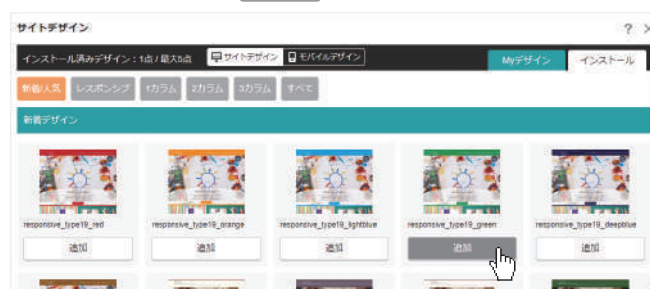 サイトデザイン ?
インストール済みデザイン：1点 / 最大5点 サイトデザイン モバイルデザイン Myデザイン インストール
新着/人気 レスポンシブ 1カラム 2カラム 3カラム すべて
新着デザイン
responsive_type19_red responsive_type19_orange responsive_type19_lightblue responsive_type19_green responsive_type19_deepblue
追加 追加 追加 追加 追加